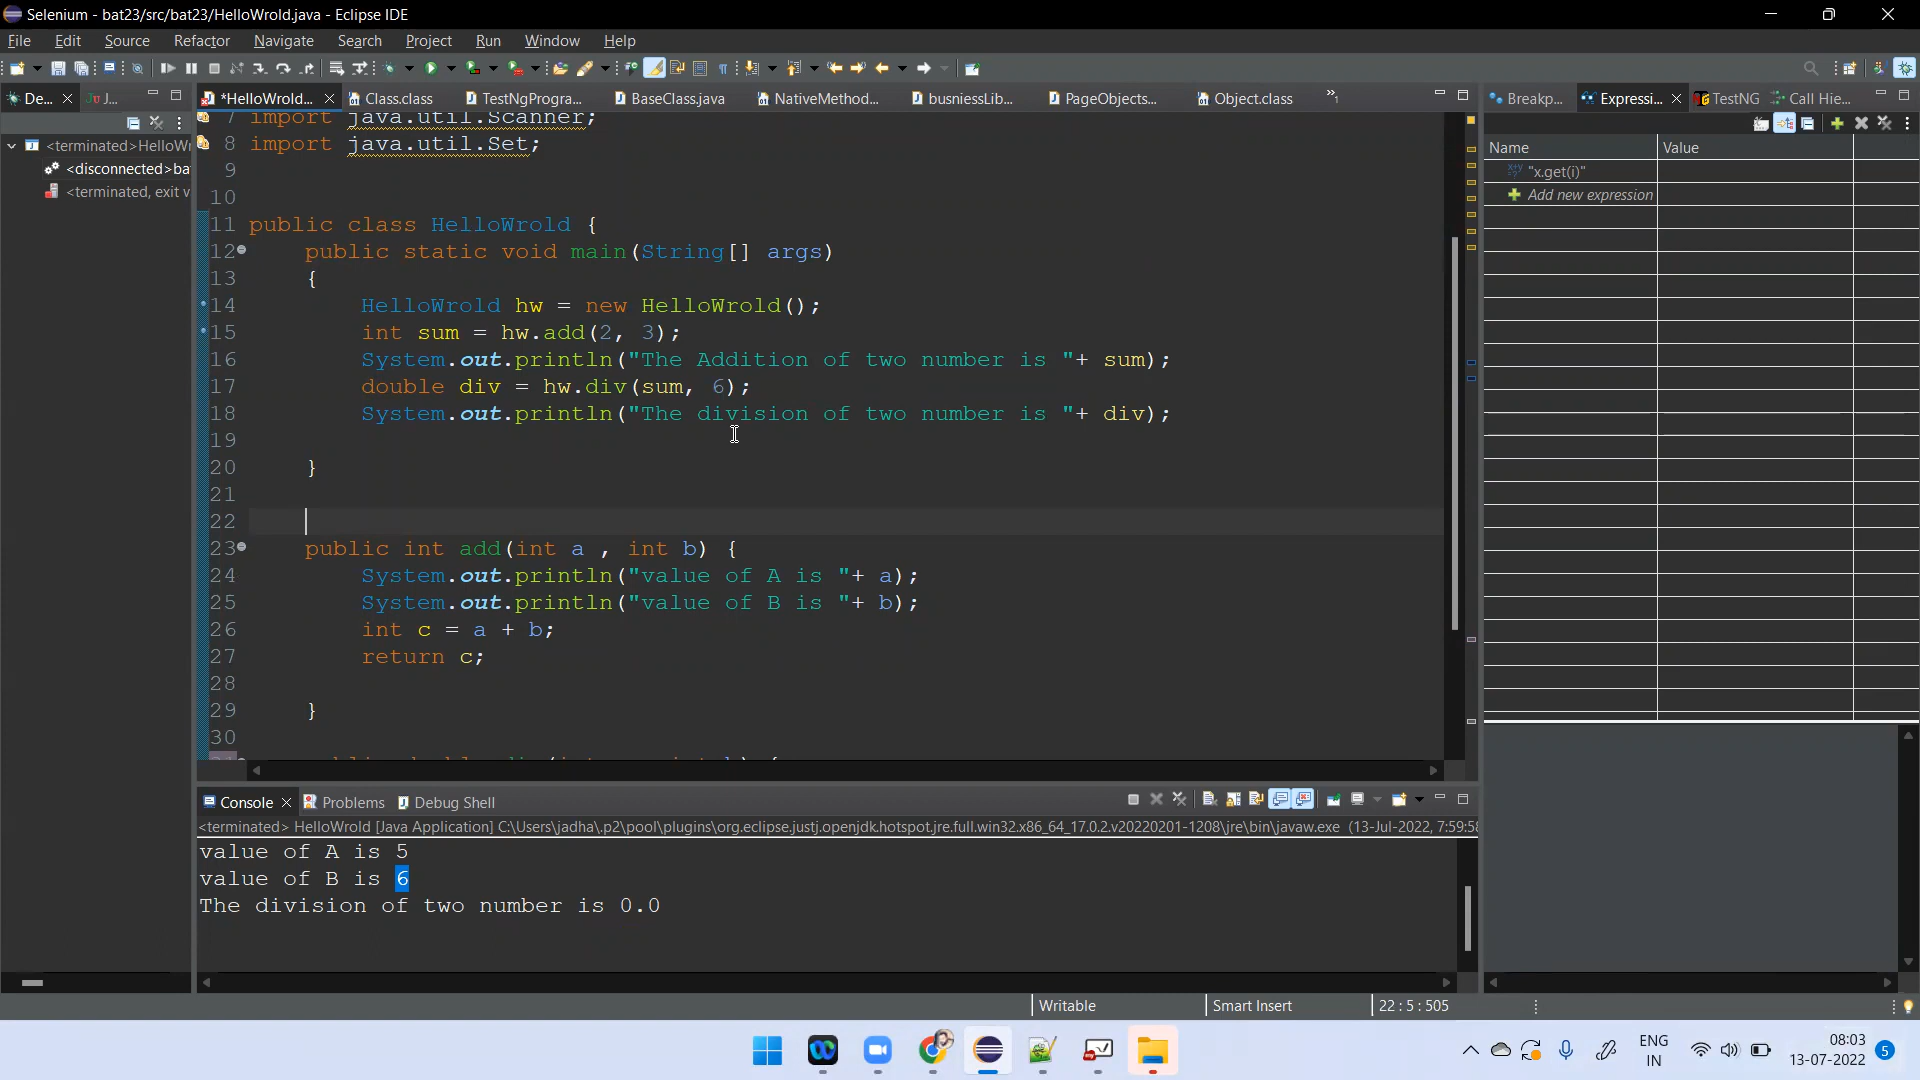 Selenium - bat23/src/bat23/HelloWrold.java - Eclipse IDE
File Edit Source Refactor Navigate Search Project Run Window Help
De... J... *HelloWrold... Class.class TestNgProgra... BaseClass.java NativeMethod... busniessLib... PageObjects... Object.class »1 Breakp... Expressi... TestNG Call Hie...
<terminated>HelloWr
<disconnected>ba
<terminated, exit v
7 import java.util.Scanner;
8 import java.util.Set;
9
10
11 public class HelloWrold {
12 public static void main(String[] args)
13 {
14 HelloWrold hw = new HelloWrold();
15 int sum = hw.add(2, 3);
16 System.out.println("The Addition of two number is "+ sum);
17 double div = hw.div(sum, 6);
18 System.out.println("The division of two number is "+ div);
19
20 }
21
22
23 public int add(int a , int b) {
24 System.out.println("value of A is "+ a);
25 System.out.println("value of B is "+ b);
26 int c = a + b;
27 return c;
28
29 }
30
Name Value
"x.get(i)"
Add new expression
Console Problems Debug Shell
<terminated> HelloWrold [Java Application] C:\Users\jadha\.p2\pool\plugins\org.eclipse.justj.openjdk.hotspot.jre.full.win32.x86_64_17.0.2.v20220201-1208\jre\bin\javaw.exe (13-Jul-2022, 7:59:58
value of A is 5
value of B is 6
The division of two number is 0.0
Writable Smart Insert 22 : 5 : 505
ENG
IN
08:03
13-07-2022
5